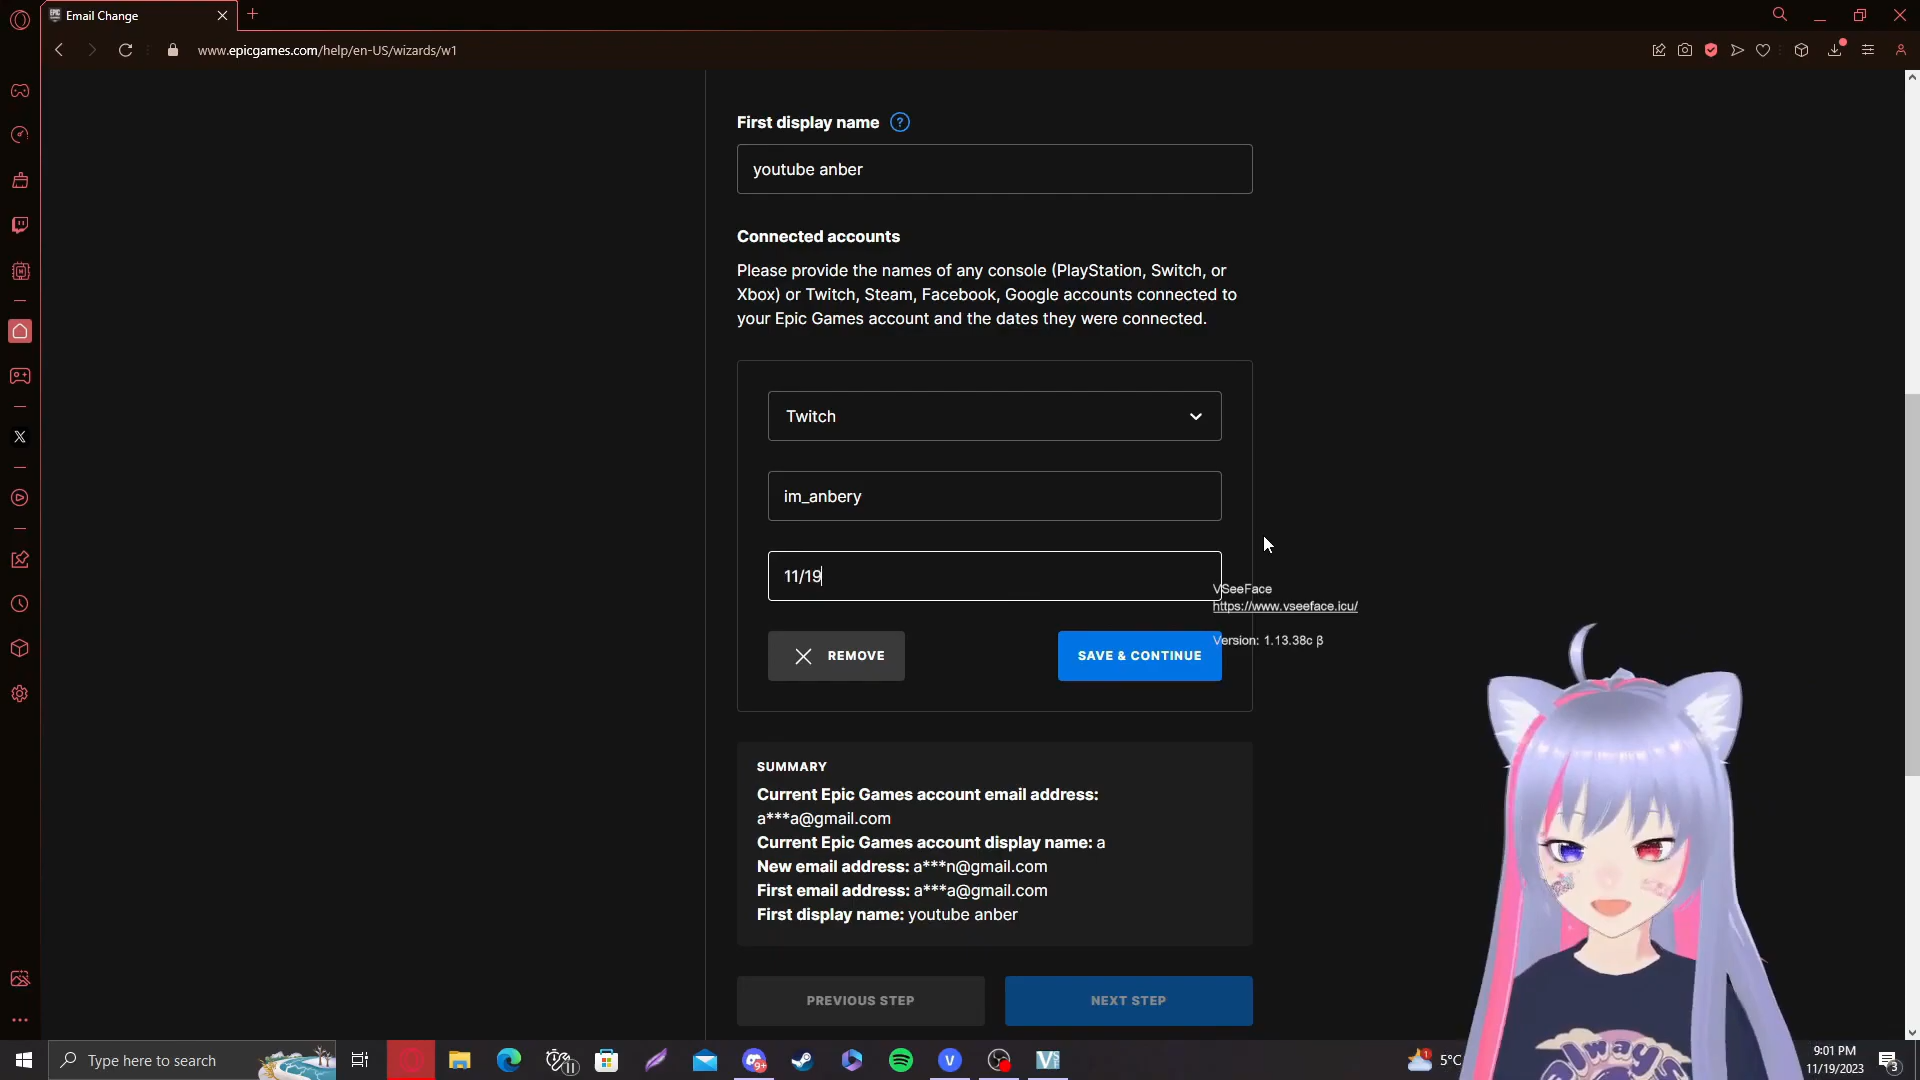 Email Change
www.epicgames.com/help/en-US/wizards/w1
First display name ?
youtube anber
Connected accounts
Please provide the names of any console (PlayStation, Switch, or
Xbox) or Twitch, Steam, Facebook, Google accounts connected to
your Epic Games account and the dates they were connected.
Twitch
im_anbery
11/19
VSeeFace
https://www.vseeface.icu/
Version: 1.13.38c β
REMOVE
SAVE & CONTINUE
SUMMARY
Current Epic Games account email address:
a***a@gmail.com
Current Epic Games account display name: a
New email address: a***n@gmail.com
First email address: a***a@gmail.com
First display name: youtube anber
PREVIOUS STEP
NEXT STEP
Always
Type here to search
9+
5°C
9:01 PM
11/19/2023
3